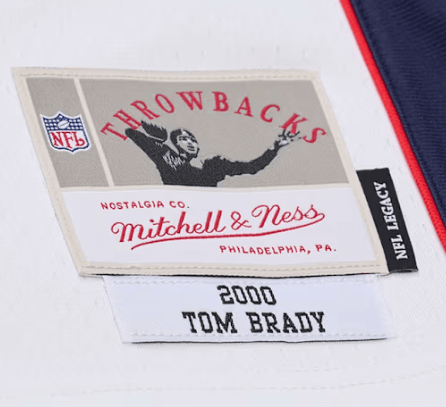 THROWBACKS
NFL
NOSTALGIA CO.
Mitchell & Ness
PHILADELPHIA, PA.
NFL LEGACY
2000
TOM BRADY